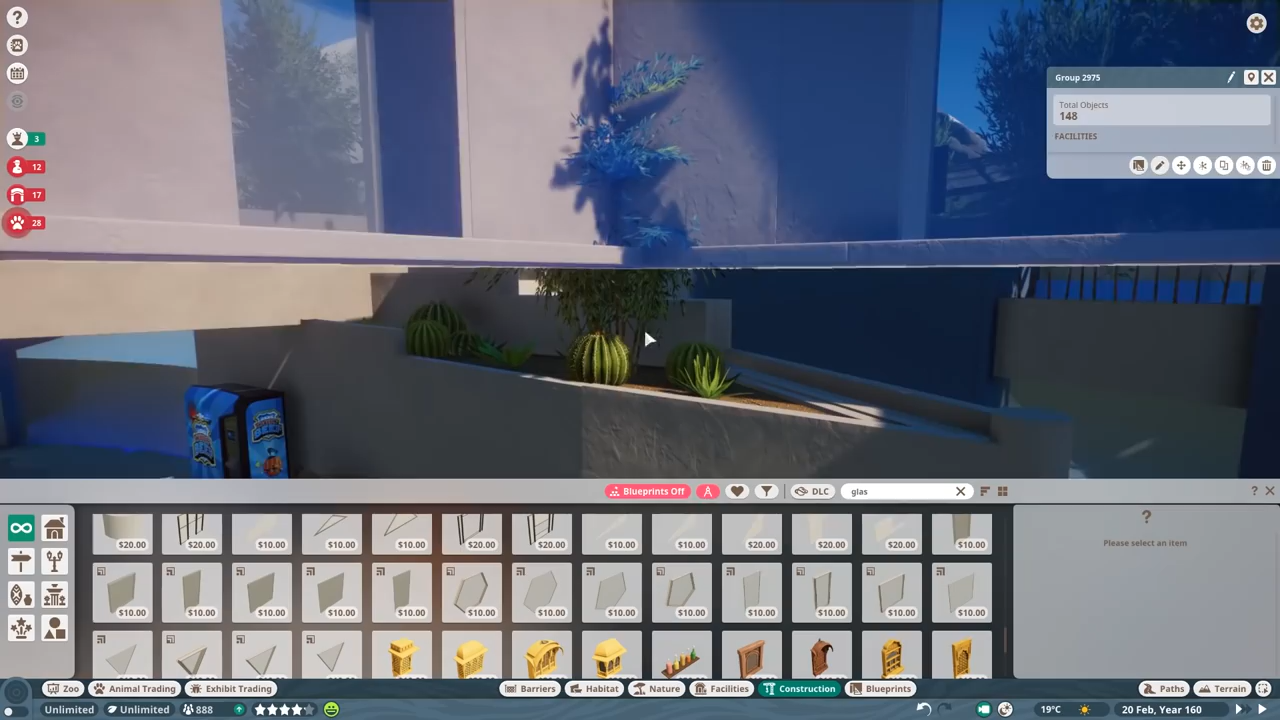 3
12
17
28
Group 2975
Total Objects
148
FACILITIES
Blueprints Off
DLC
glas
?
Please select an item
$20.00 $20.00 $10.00 $10.00 $10.00 $20.00 $20.00 $10.00 $10.00 $20.00 $20.00 $20.00 $10.00
$10.00 $10.00 $10.00 $10.00 $10.00 $10.00 $10.00 $10.00 $10.00 $10.00 $10.00 $10.00 $10.00
Zoo Animal Trading Exhibit Trading Barriers Habitat Nature Facilities Construction Blueprints Paths Terrain
Unlimited Unlimited 888 19°C 20 Feb, Year 160